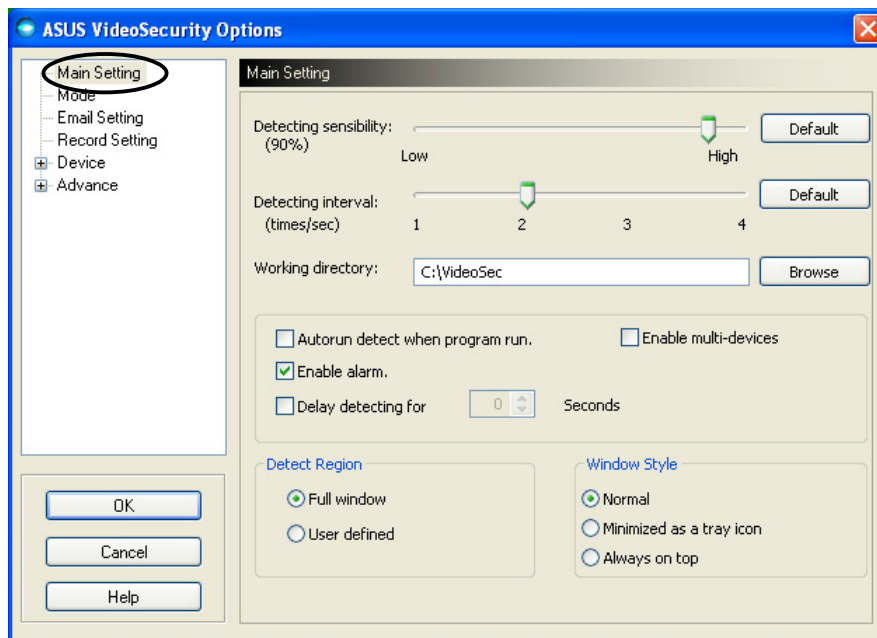 ASUS VideoSecurity Options
Main Setting
Mode
Email Setting
Record Setting
Device
Advance
OK
Cancel
Help
Main Setting
Detecting sensibility:
(90%)
Low
High
Default
Detecting interval:
(times/sec)
1 2 3 4
Default
Working directory:
C:\VideoSec
Browse
Autorun detect when program run.
Enable multi-devices
Enable alarm.
Delay detecting for 0 Seconds
Detect Region
Full window
User defined
Window Style
Normal
Minimized as a tray icon
Always on top